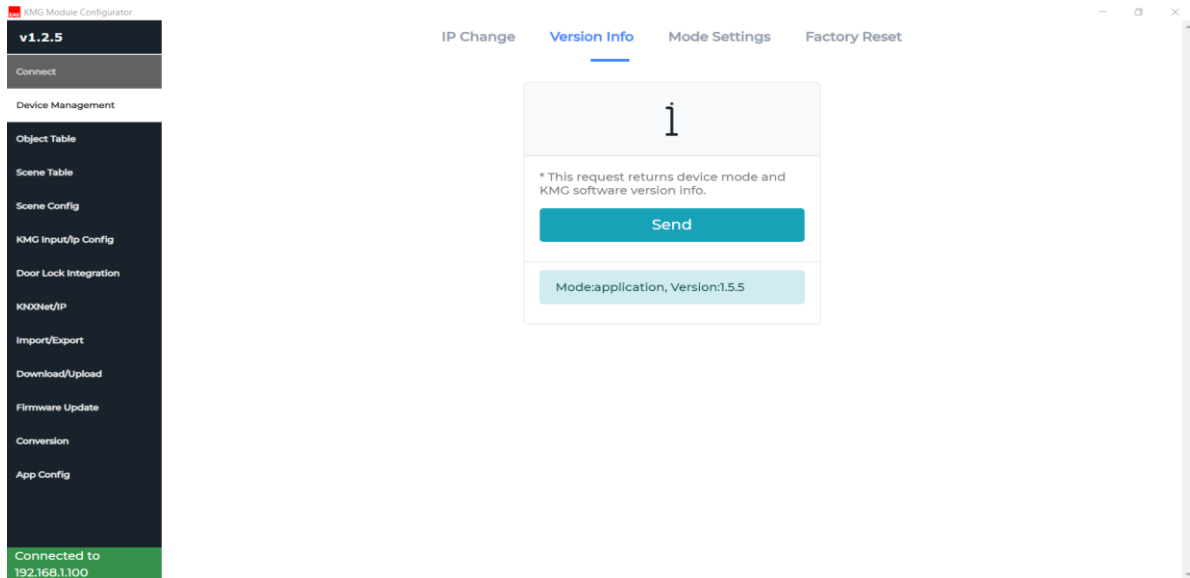 EAE KMG Module Configurator
v1.2.5
Connect
Device Management
Object Table
Scene Table
Scene Config
KMG Input/Ip Config
Door Lock Integration
KNXNet/IP
Import/Export
Download/Upload
Firmware Update
Conversion
App Config
Connected to
192.168.1.100
IP Change Version Info Mode Settings Factory Reset
i
* This request returns device mode and
KMG software version info.
Send
Mode:application, Version:1.5.5